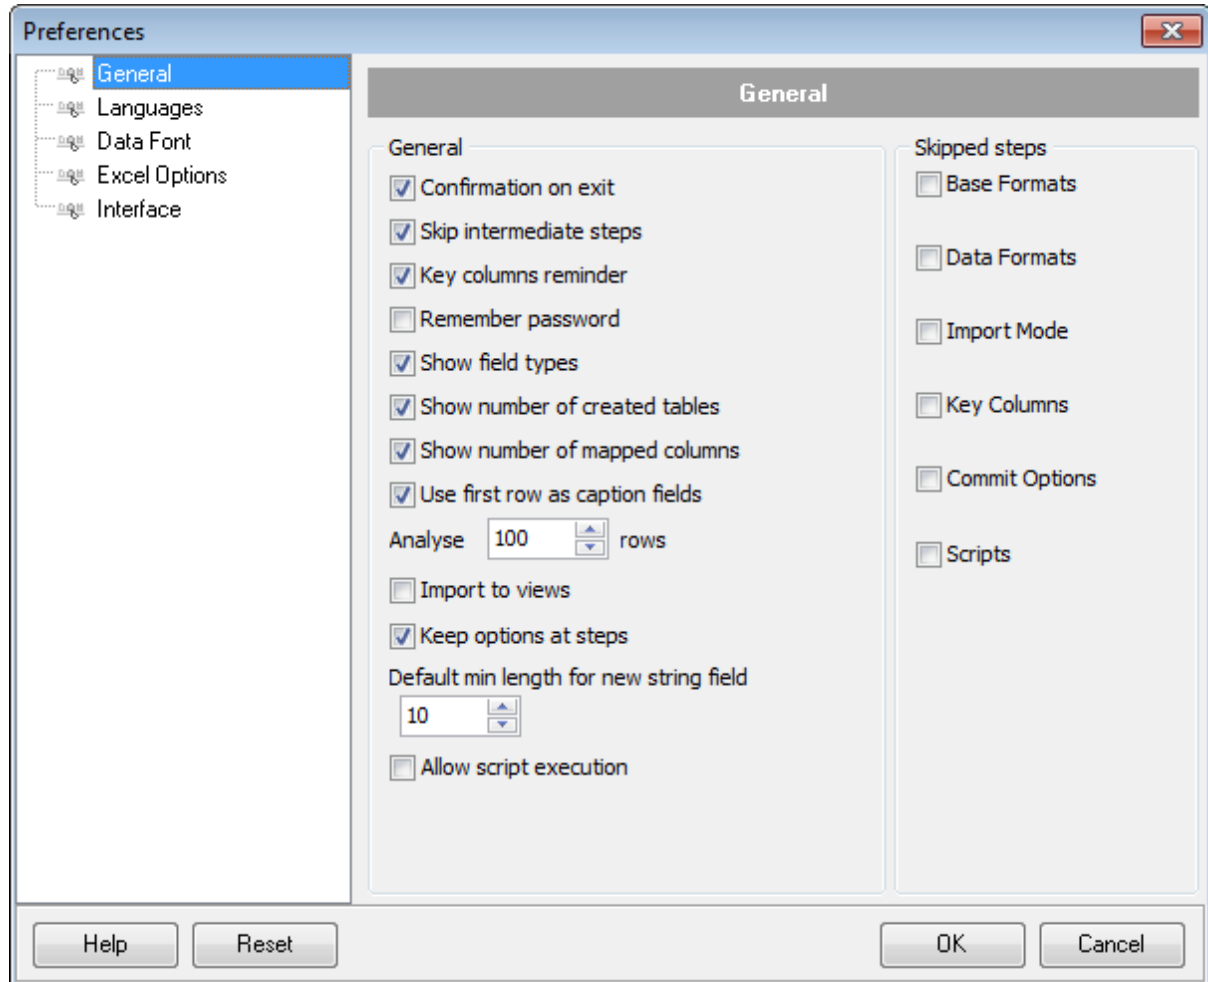 Preferences
General
Languages
Data Font
Excel Options
Interface
General
General
Confirmation on exit
Skip intermediate steps
Key columns reminder
Remember password
Show field types
Show number of created tables
Show number of mapped columns
Use first row as caption fields
Analyse 100 rows
Import to views
Keep options at steps
Default min length for new string field
10
Allow script execution
Skipped steps
Base Formats
Data Formats
Import Mode
Key Columns
Commit Options
Scripts
Help Reset OK Cancel